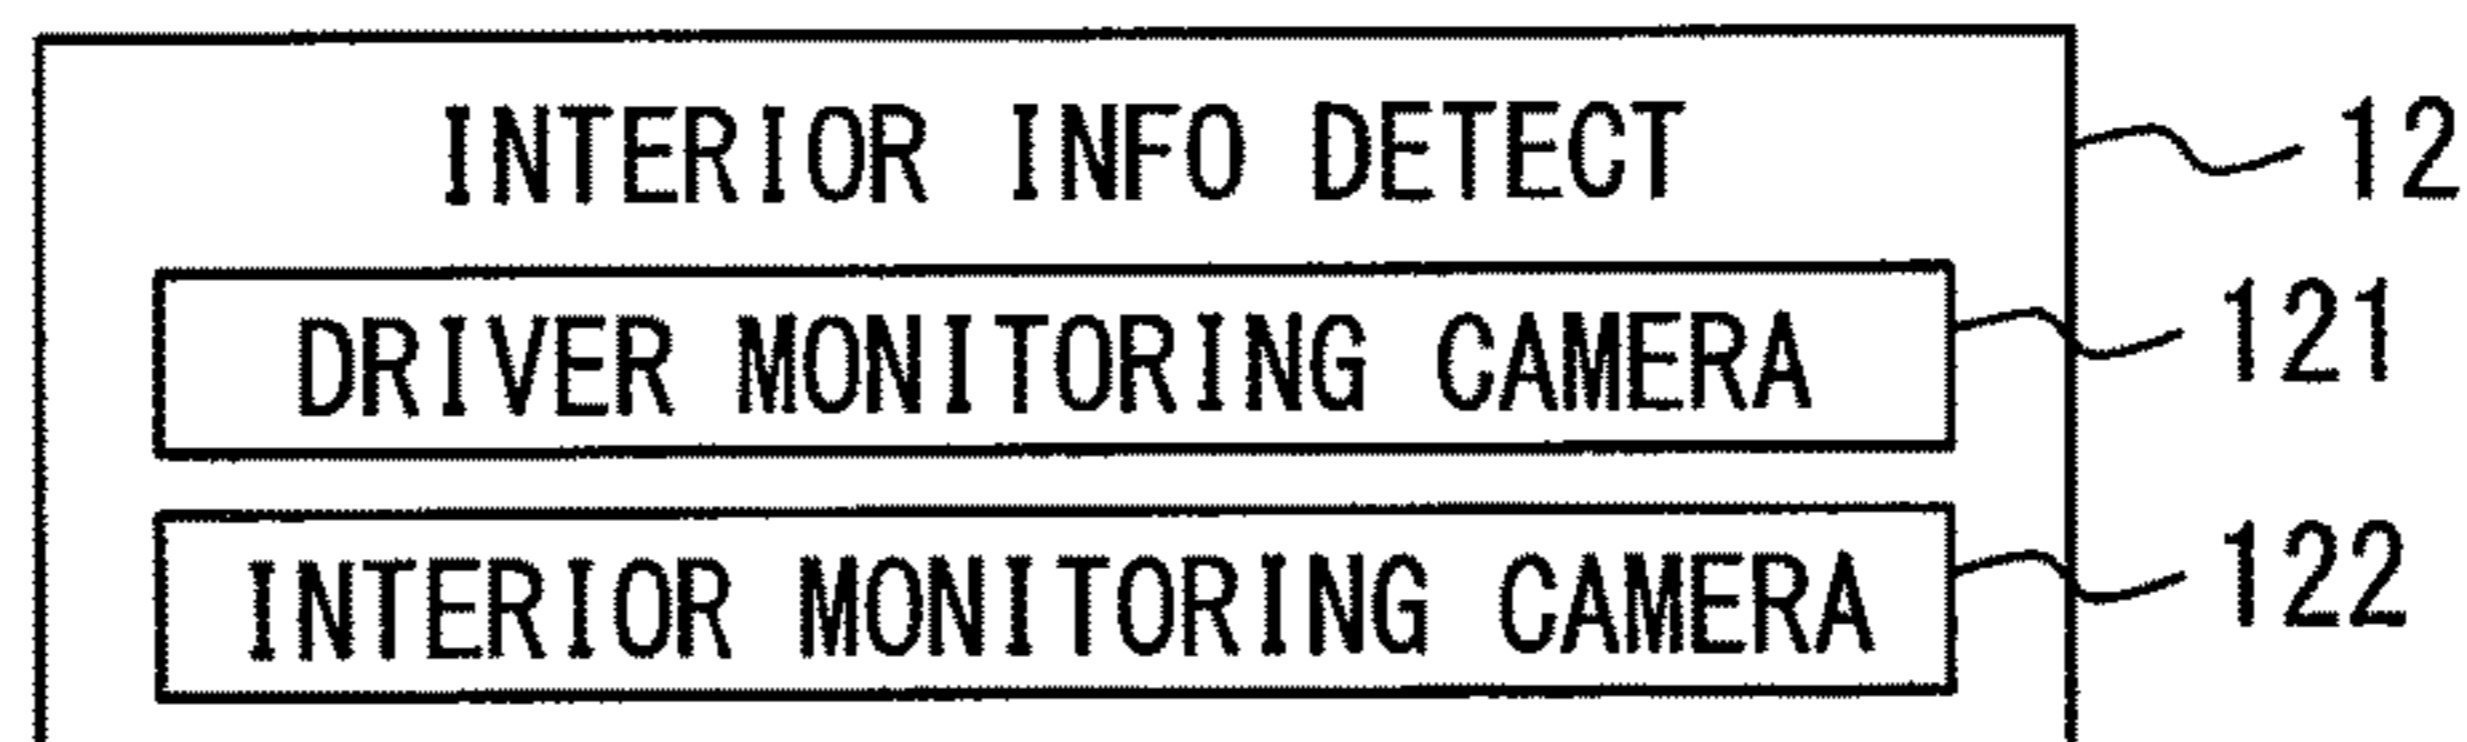 INTERIOR INFO DETECT 12
DRIVER MONITORING CAMERA 121
INTERIOR MONITORING CAMERA 122